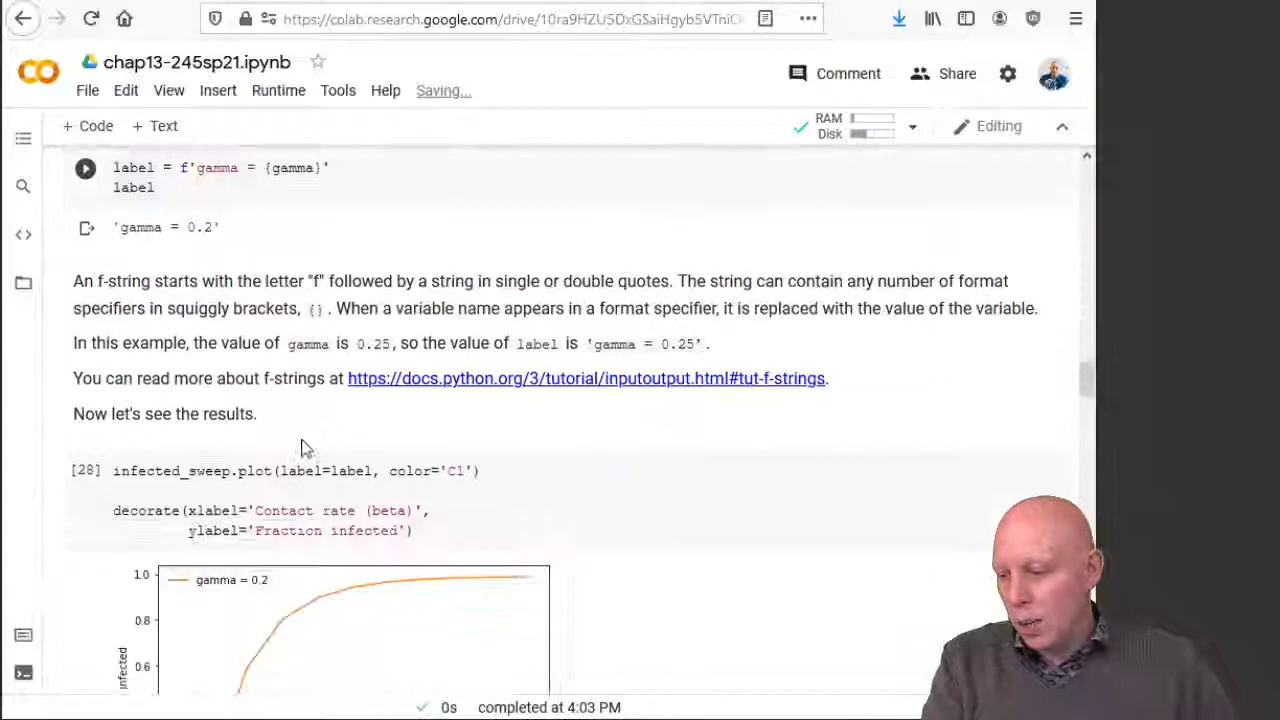 https://colab.research.google.com/drive/10ra9HZU5DxGSaiHgyb5VTniC
chap13-245sp21.ipynb
Comment
Share
File Edit View Insert Runtime Tools Help Saving...
+ Code + Text
RAM
Disk
Editing
label = f'gamma = {gamma}'
label
'gamma = 0.2'
An f-string starts with the letter "f" followed by a string in single or double quotes. The string can contain any number of format
specifiers in squiggly brackets, {}. When a variable name appears in a format specifier, it is replaced with the value of the variable.
In this example, the value of gamma is 0.25, so the value of label is 'gamma = 0.25'.
You can read more about f-strings at https://docs.python.org/3/tutorial/inputoutput.html#tut-f-strings.
Now let's see the results.
[28] infected_sweep.plot(label=label, color='C1')
decorate(xlabel='Contact rate (beta)',
ylabel='Fraction infected')
1.0
gamma = 0.2
0.8
0.6
infected
0s completed at 4:03 PM